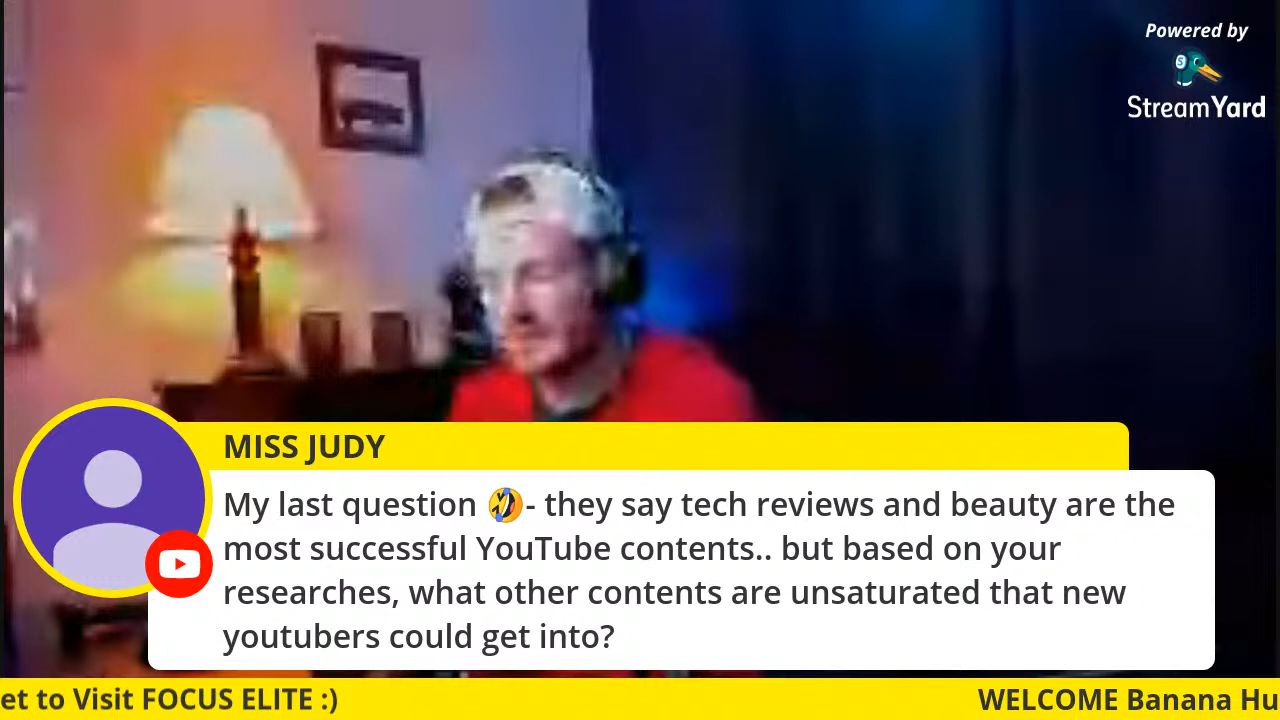 Powered by
StreamYard
MISS JUDY
My last question 🤣- they say tech reviews and beauty are the
most successful YouTube contents.. but based on your
researches, what other contents are unsaturated that new
youtubers could get into?
et to Visit FOCUS ELITE :)
WELCOME Banana Hu